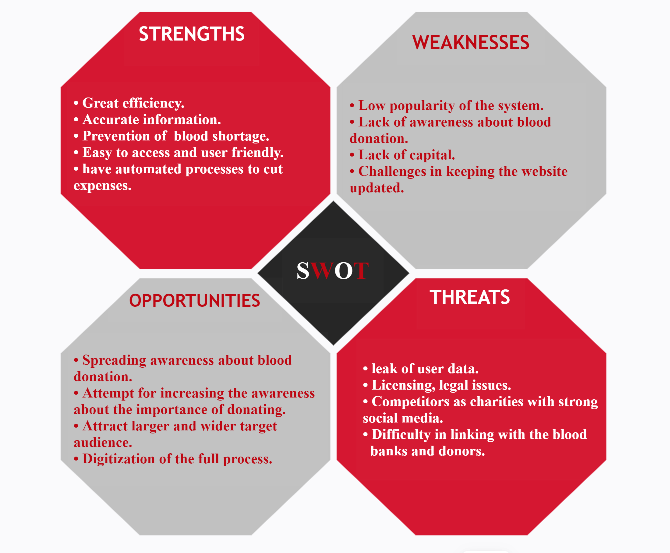 STRENGTHS
• Great efficiency.
• Accurate information.
• Prevention of blood shortage.
• Easy to access and user friendly.
• have automated processes to cut
expenses.
WEAKNESSES
• Low popularity of the system.
• Lack of awareness about blood
donation.
• Lack of capital.
• Challenges in keeping the website
updated.
SWOT
OPPORTUNITIES
• Spreading awareness about blood
donation.
• Attempt for increasing the awareness
about the importance of donating.
• Attract larger and wider target
audience.
• Digitization of the full process.
THREATS
• leak of user data.
• Licensing, legal issues.
• Competitors as charities with strong
social media.
• Difficulty in linking with the blood
banks and donors.